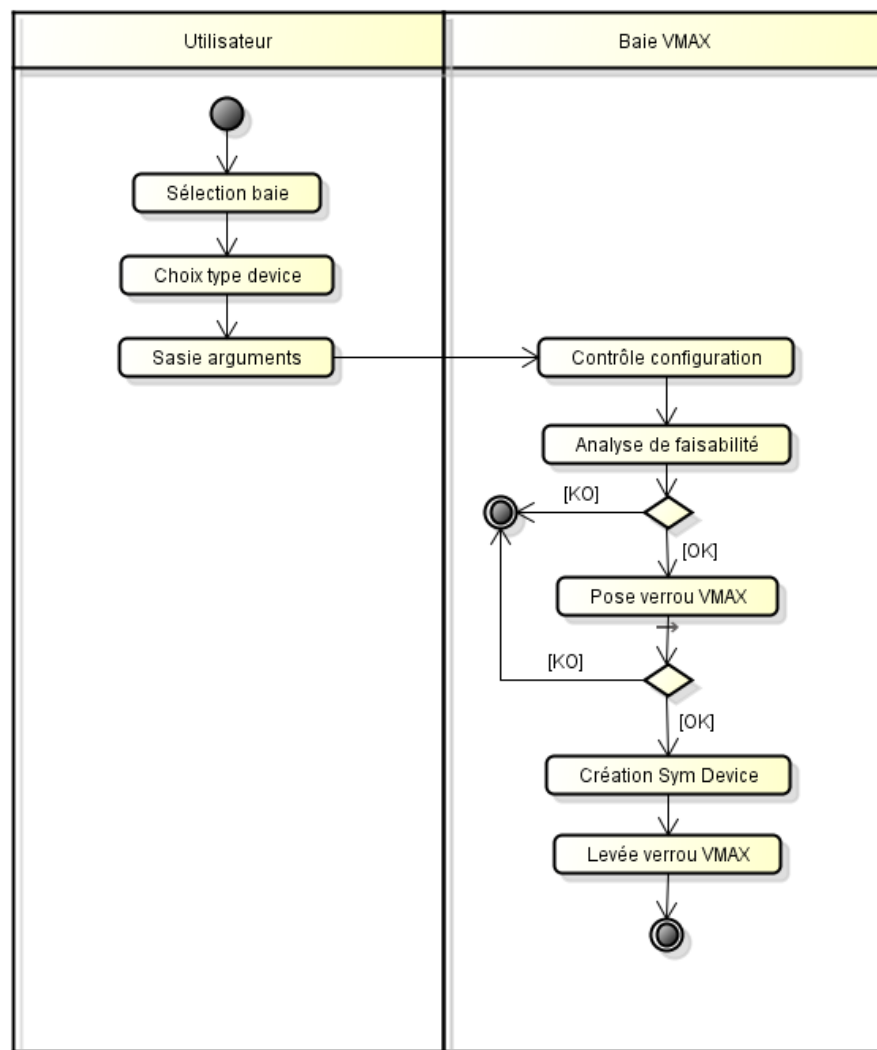 Utilisateur
Baie VMAX
Sélection baie
Choix type device
Sasie arguments
Contrôle configuration
Analyse de faisabilité
[KO]
[OK]
Pose verrou VMAX
[KO]
[OK]
Création Sym Device
Levée verrou VMAX